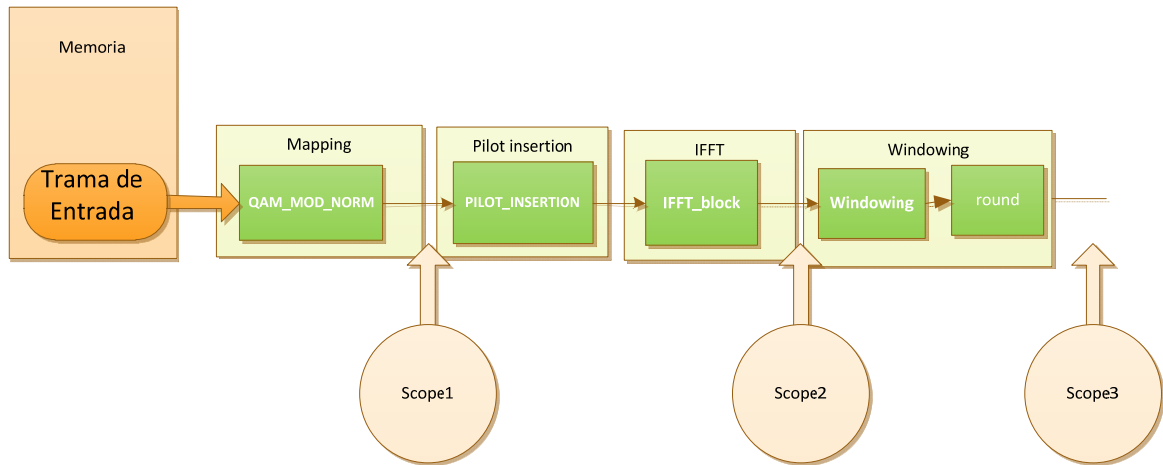 Memoria
Trama de
Entrada
Mapping
QAM_MOD_NORM
Pilot insertion
PILOT_INSERTION
IFFT
IFFT_block
Windowing
Windowing
round
Scope1
Scope2
Scope3